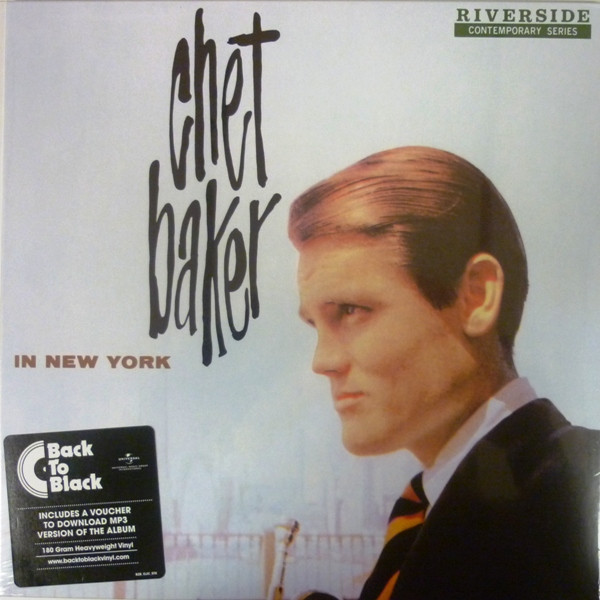 RIVERSIDE
CONTEMPORARY SERIES
chet
baker
IN NEW YORK
Back
To
Black
UNIVERSAL
INCLUDES A VOUCHER
TO DOWNLOAD MP3
VERSION OF THE ALBUM
180 Gram Heavyweight Vinyl
www.backtoblackvinyl.com